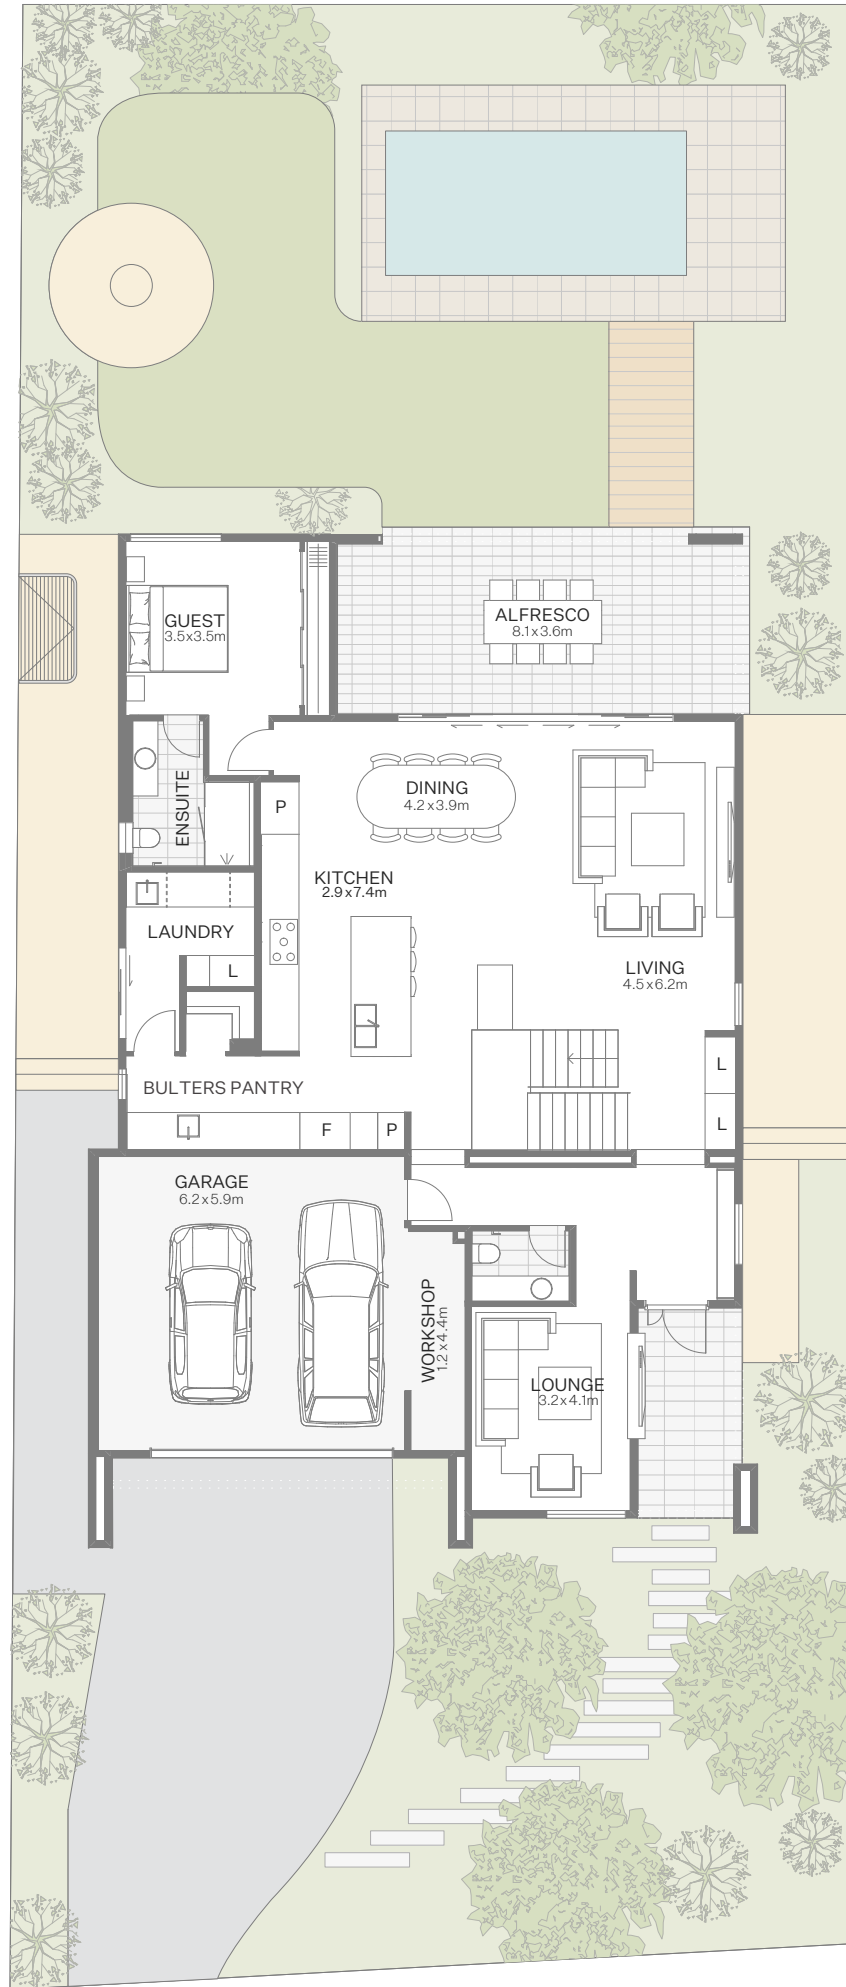 GUEST
3.5x3.5m
ALFRESCO
8.1x3.6m
ENSUITE
P
DINING
4.2x3.9m
KITCHEN
2.9x7.4m
LAUNDRY
L
LIVING
4.5x6.2m
L
L
BULTERS PANTRY
F
P
GARAGE
6.2x5.9m
WORKSHOP
1.2x4.4m
LOUNGE
3.2x4.1m